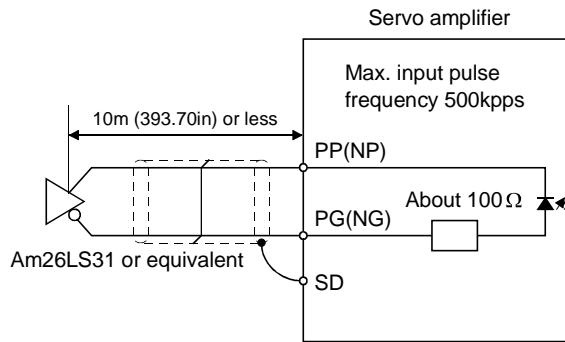 Servo amplifier
Max. input pulse
frequency 500kpps
10m (393.70in) or less
PP(NP)
About 100Ω
PG(NG)
Am26LS31 or equivalent
SD